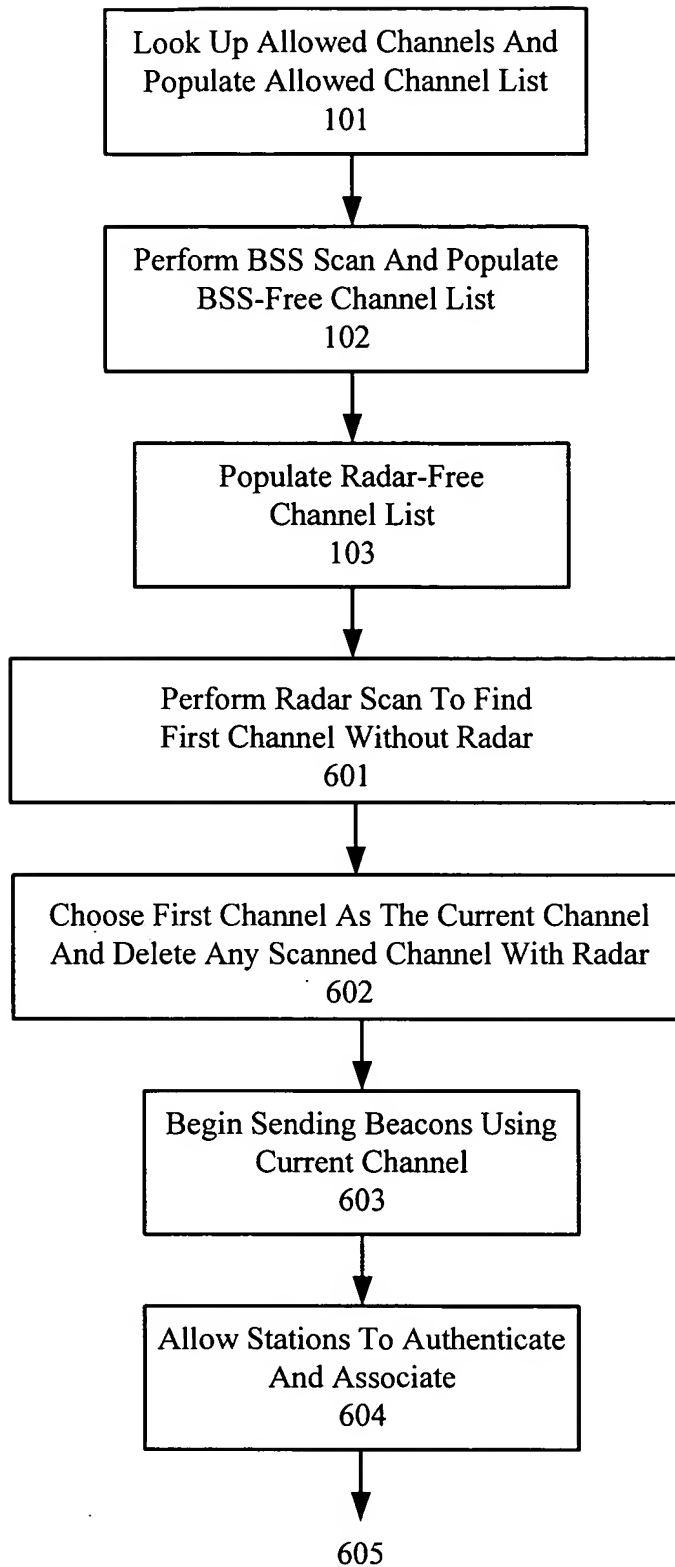 Look Up Allowed Channels And
Populate Allowed Channel List
101
Perform BSS Scan And Populate
BSS-Free Channel List
102
Populate Radar-Free
Channel List
103
Perform Radar Scan To Find
First Channel Without Radar
601
Choose First Channel As The Current Channel
And Delete Any Scanned Channel With Radar
602
Begin Sending Beacons Using
Current Channel
603
Allow Stations To Authenticate
And Associate
604
605